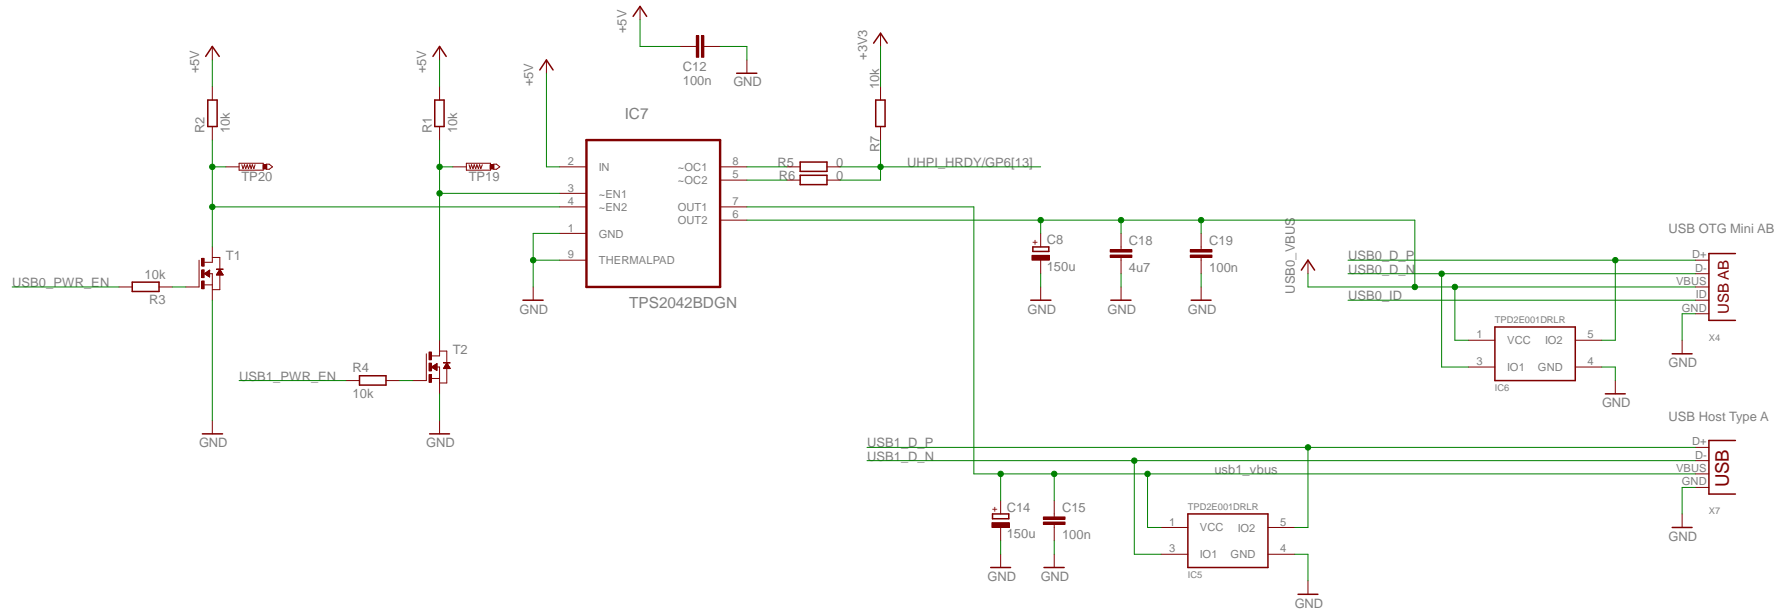 +5V
+5V
+5V
+5V
C12
100n
GND
+3V3
10k
R7
R2
10k
R1
10k
TP20
TP19
IC7
2
IN
3
~EN1
4
~EN2
1
GND
9
THERMALPAD
~OC1
8
~OC2
5
OUT1
7
OUT2
6
TPS2042BDGN
GND
R5
0
R6
0
UHPI_HRDY/GP6[13]
T1
USB0_PWR_EN
10k
R3
GND
T2
USB1_PWR_EN
R4
10k
GND
+
C8
150u
GND
C18
4u7
GND
C19
100n
GND
USB0_VBUS
USB OTG Mini AB
USB0_D_P
USB0_D_N
USB0_ID
D+
D-
VBUS
ID
GND
USB AB
X4
GND
TPD2E001DRLR
1
VCC
IO2
5
3
IO1
GND
4
IC6
GND
USB Host Type A
USB1_D_P
USB1_D_N
usb1_vbus
D+
D-
VBUS
GND
USB
X7
GND
+
C14
150u
GND
C15
100n
GND
TPD2E001DRLR
1
VCC
IO2
5
3
IO1
GND
4
IC5
GND